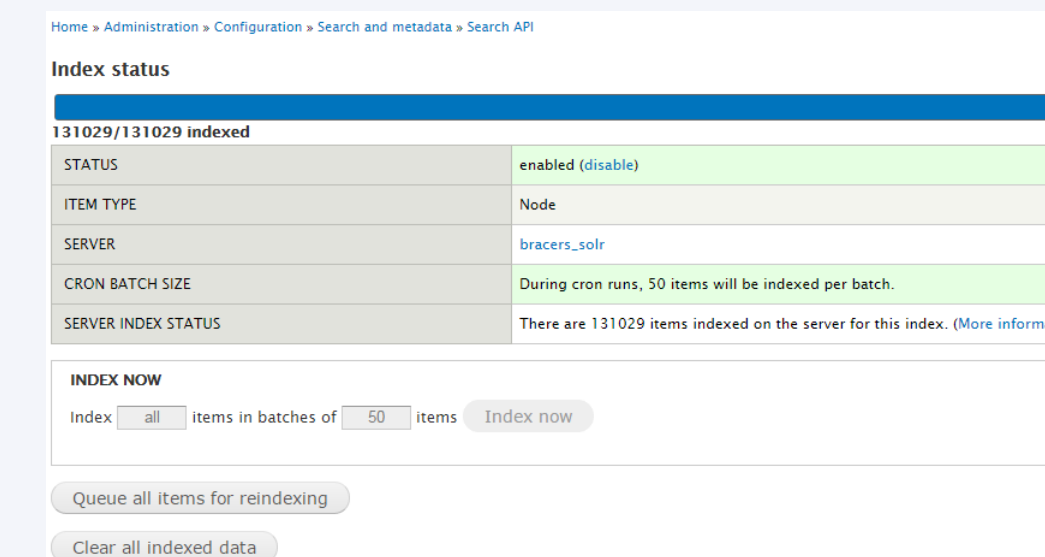 Home » Administration » Configuration » Search and metadata » Search API
Index status
131029/131029 indexed
STATUS enabled (disable)
ITEM TYPE Node
SERVER bracers_solr
CRON BATCH SIZE During cron runs, 50 items will be indexed per batch.
SERVER INDEX STATUS There are 131029 items indexed on the server for this index. (More inform
INDEX NOW
Index all items in batches of 50 items Index now
Queue all items for reindexing
Clear all indexed data